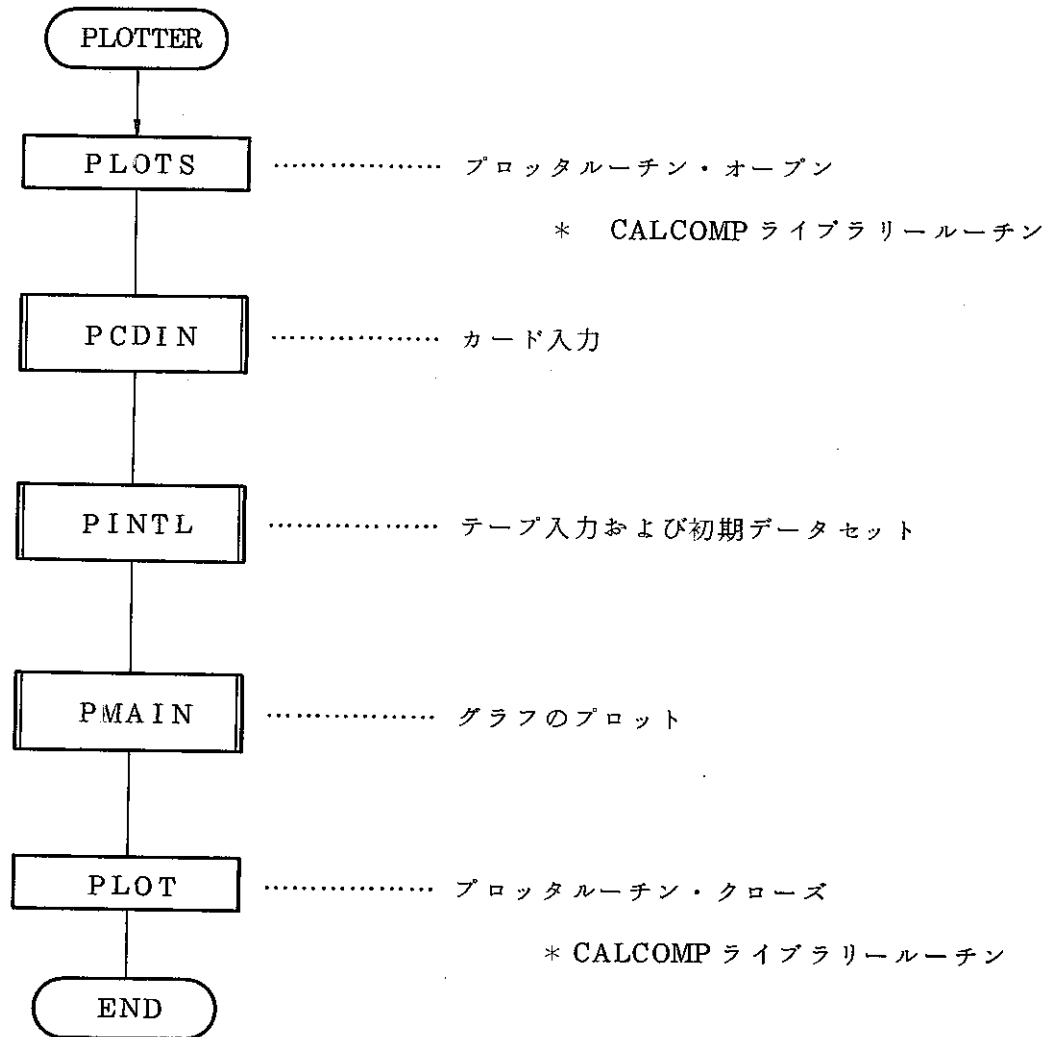 PLOTTER
PLOTS ……………… プロッタルーチン・オープン
＊ CALCOMP ライブラリールーチン
PCDIN ……………… カード入力
PINTL ……………… テープ入力および初期データセット
PMAIN ……………… グラフのプロット
PLOT ……………… プロッタルーチン・クローズ
＊ CALCOMP ライブラリールーチン
END